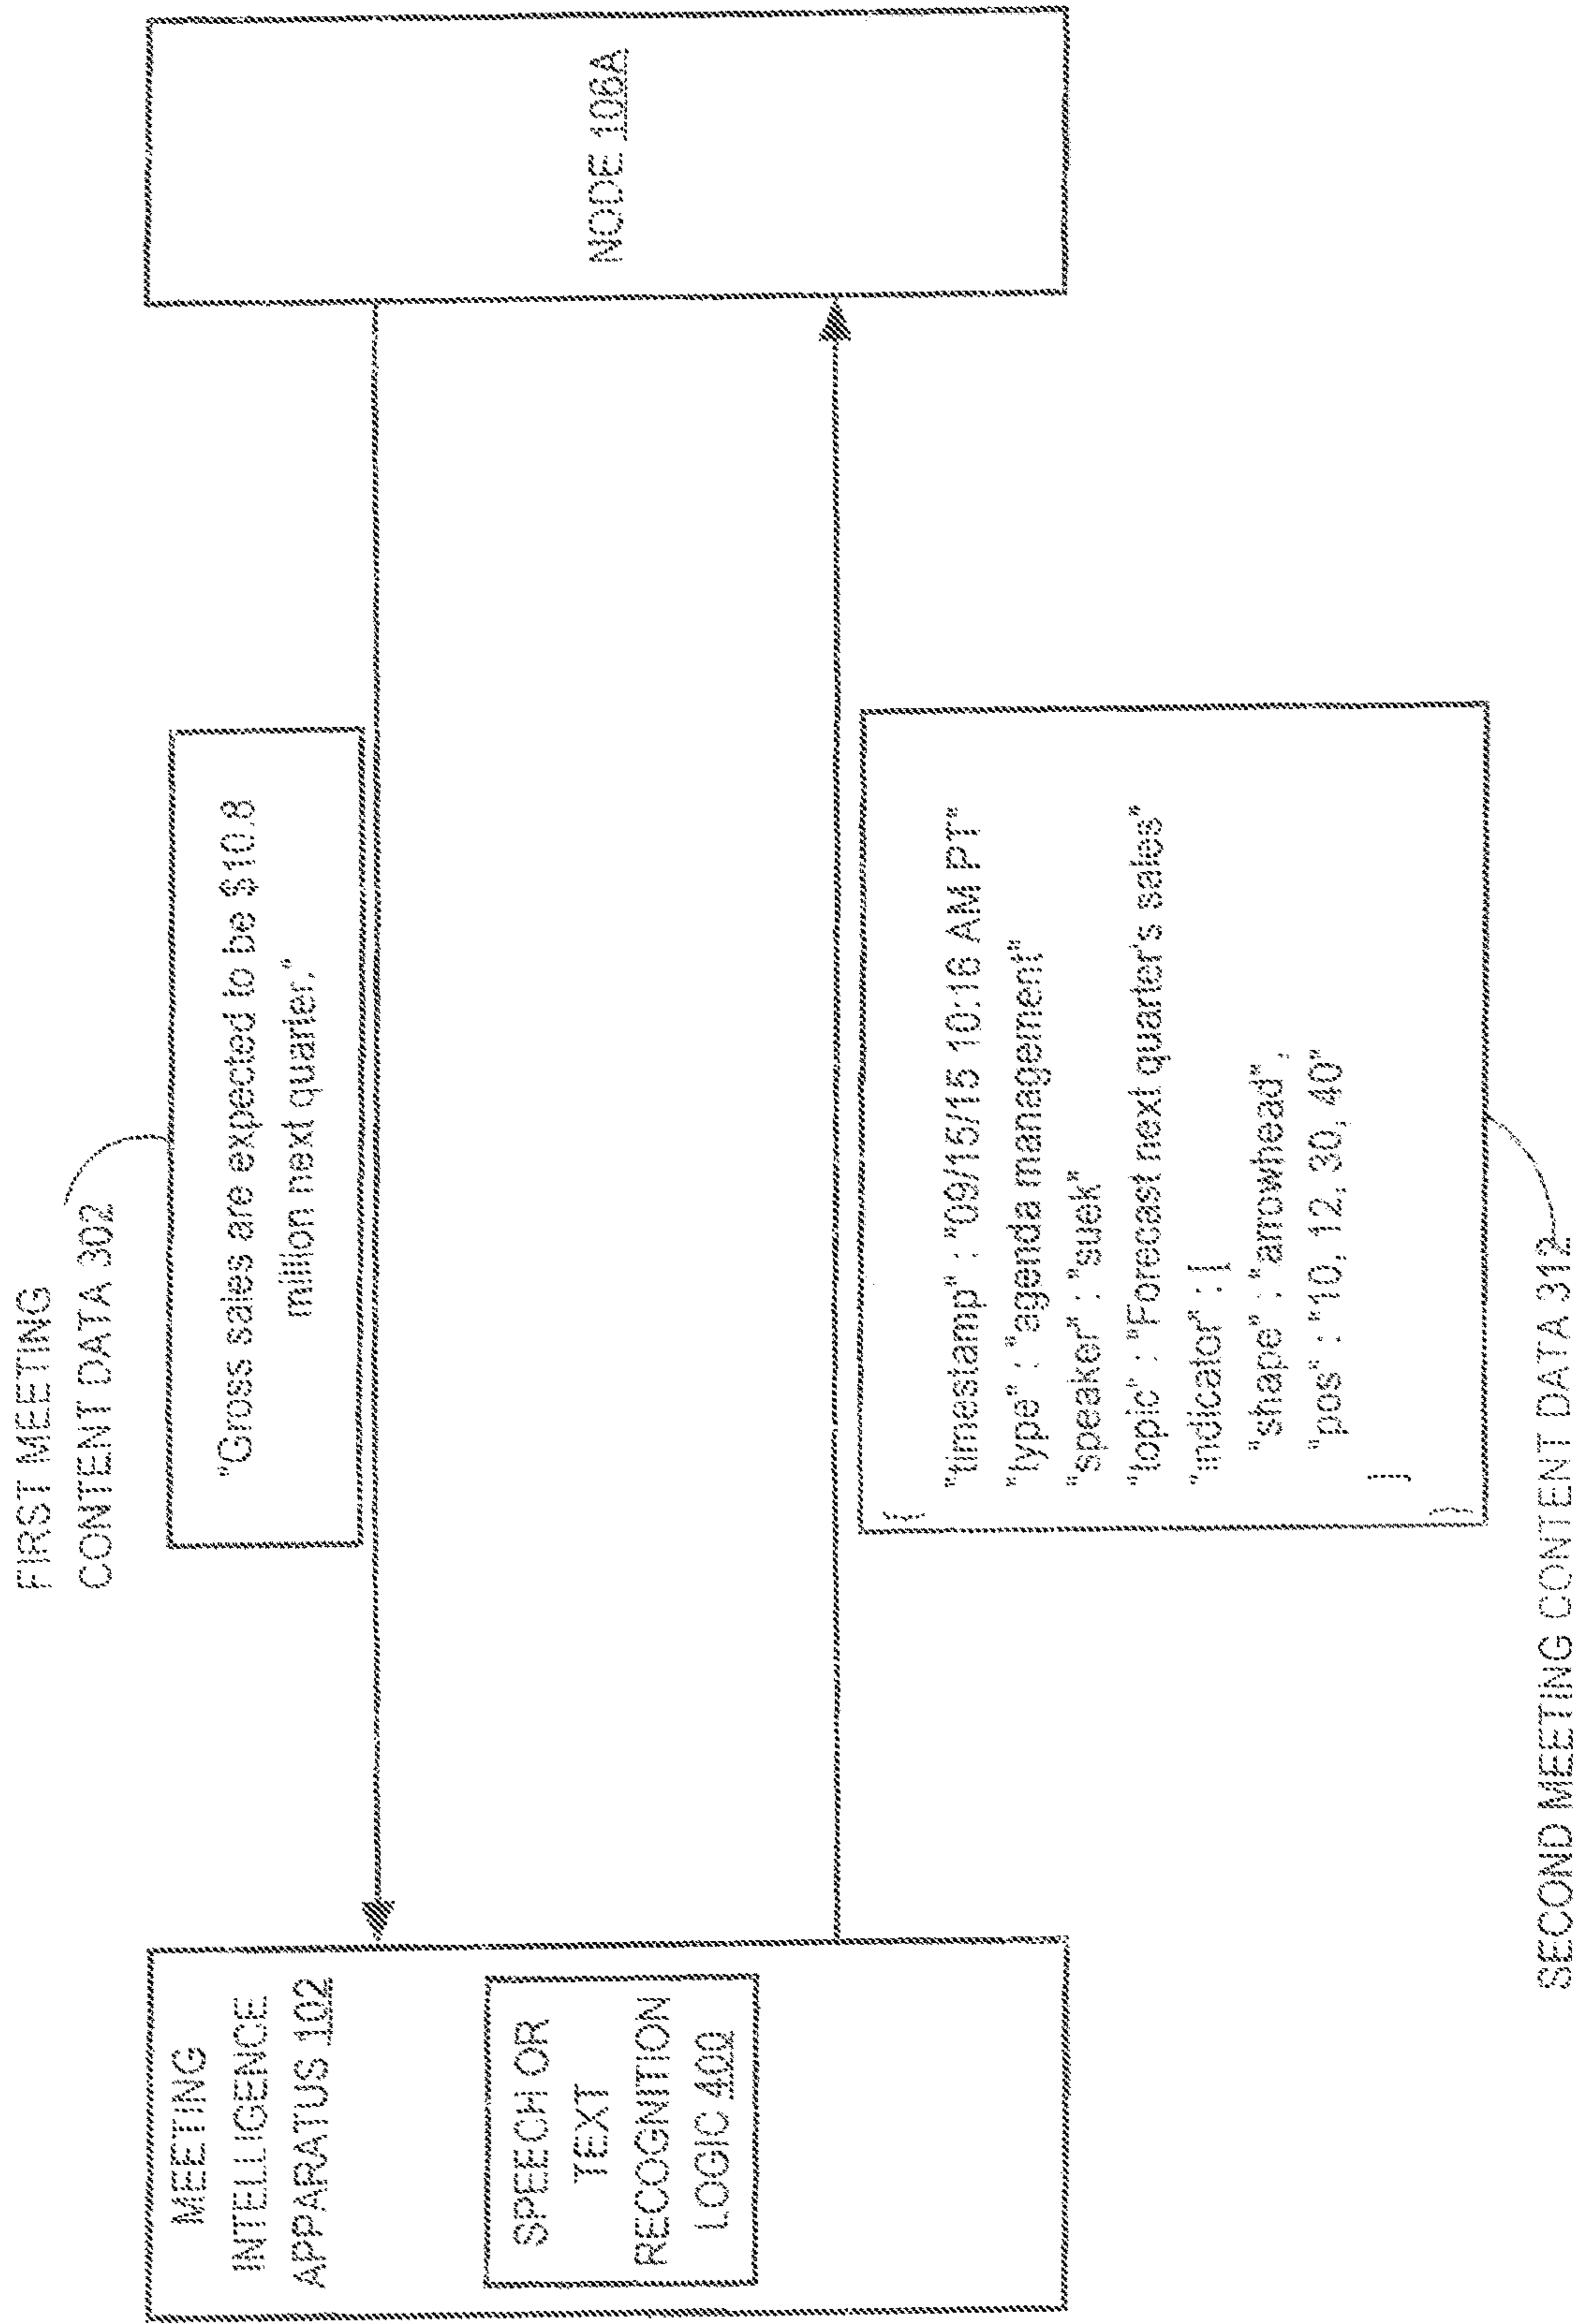 FIRST MEETING
CONTENT DATA 302
MEETING
INTELLIGENCE
APPARATUS 102
SPEECH OR
TEXT
RECOGNITION
LOGIC 400
"Gross sales are expected to be $10.8
million next quarter."
NODE 106A
{
"timestamp" : "09/15/15 10:16 AM PT"
"type" : "agenda management"
"speaker" : "suek"
"topic" : "Forecast next quarter's sales"
"indicator" : [
"shape" : "arrowhead",
"pos" : "10, 12, 30, 40"
]
}
SECOND MEETING CONTENT DATA 312